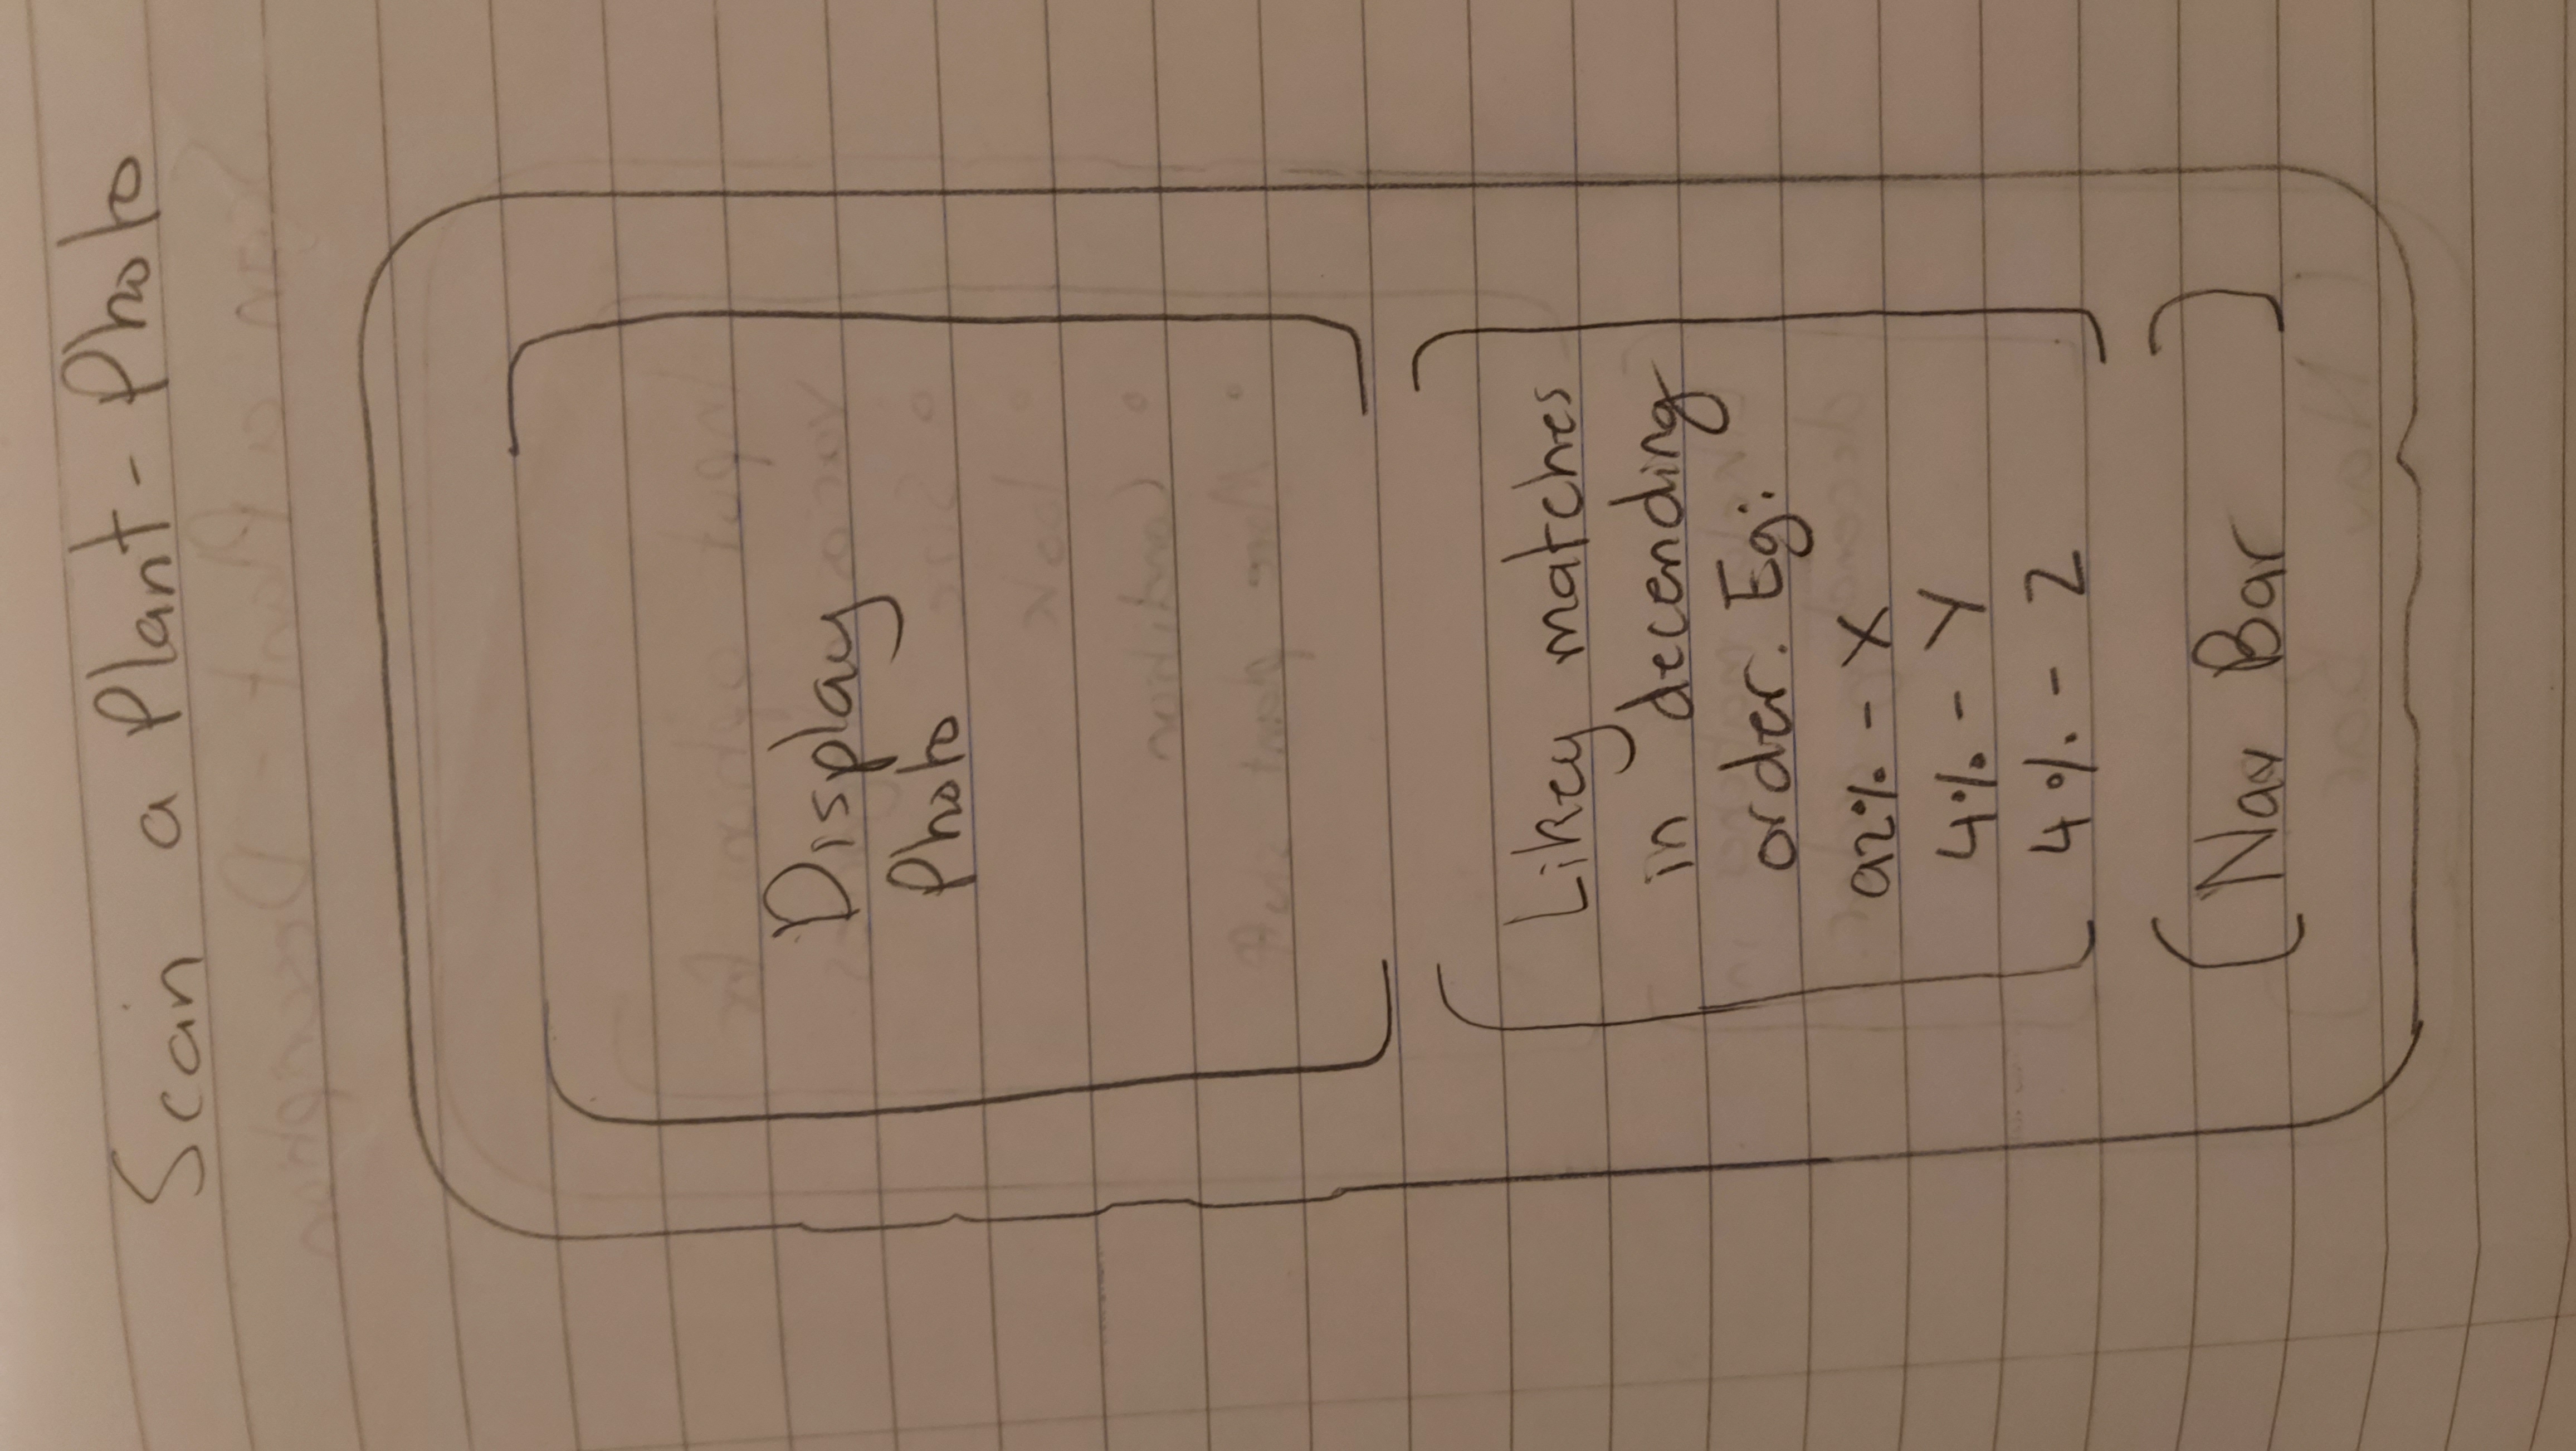 Scan a Plant - Photo
Display
Photo
Likey matches
in decending
order. Eg:
92% - X
4% - Y
4% - Z
(Nav Bar)